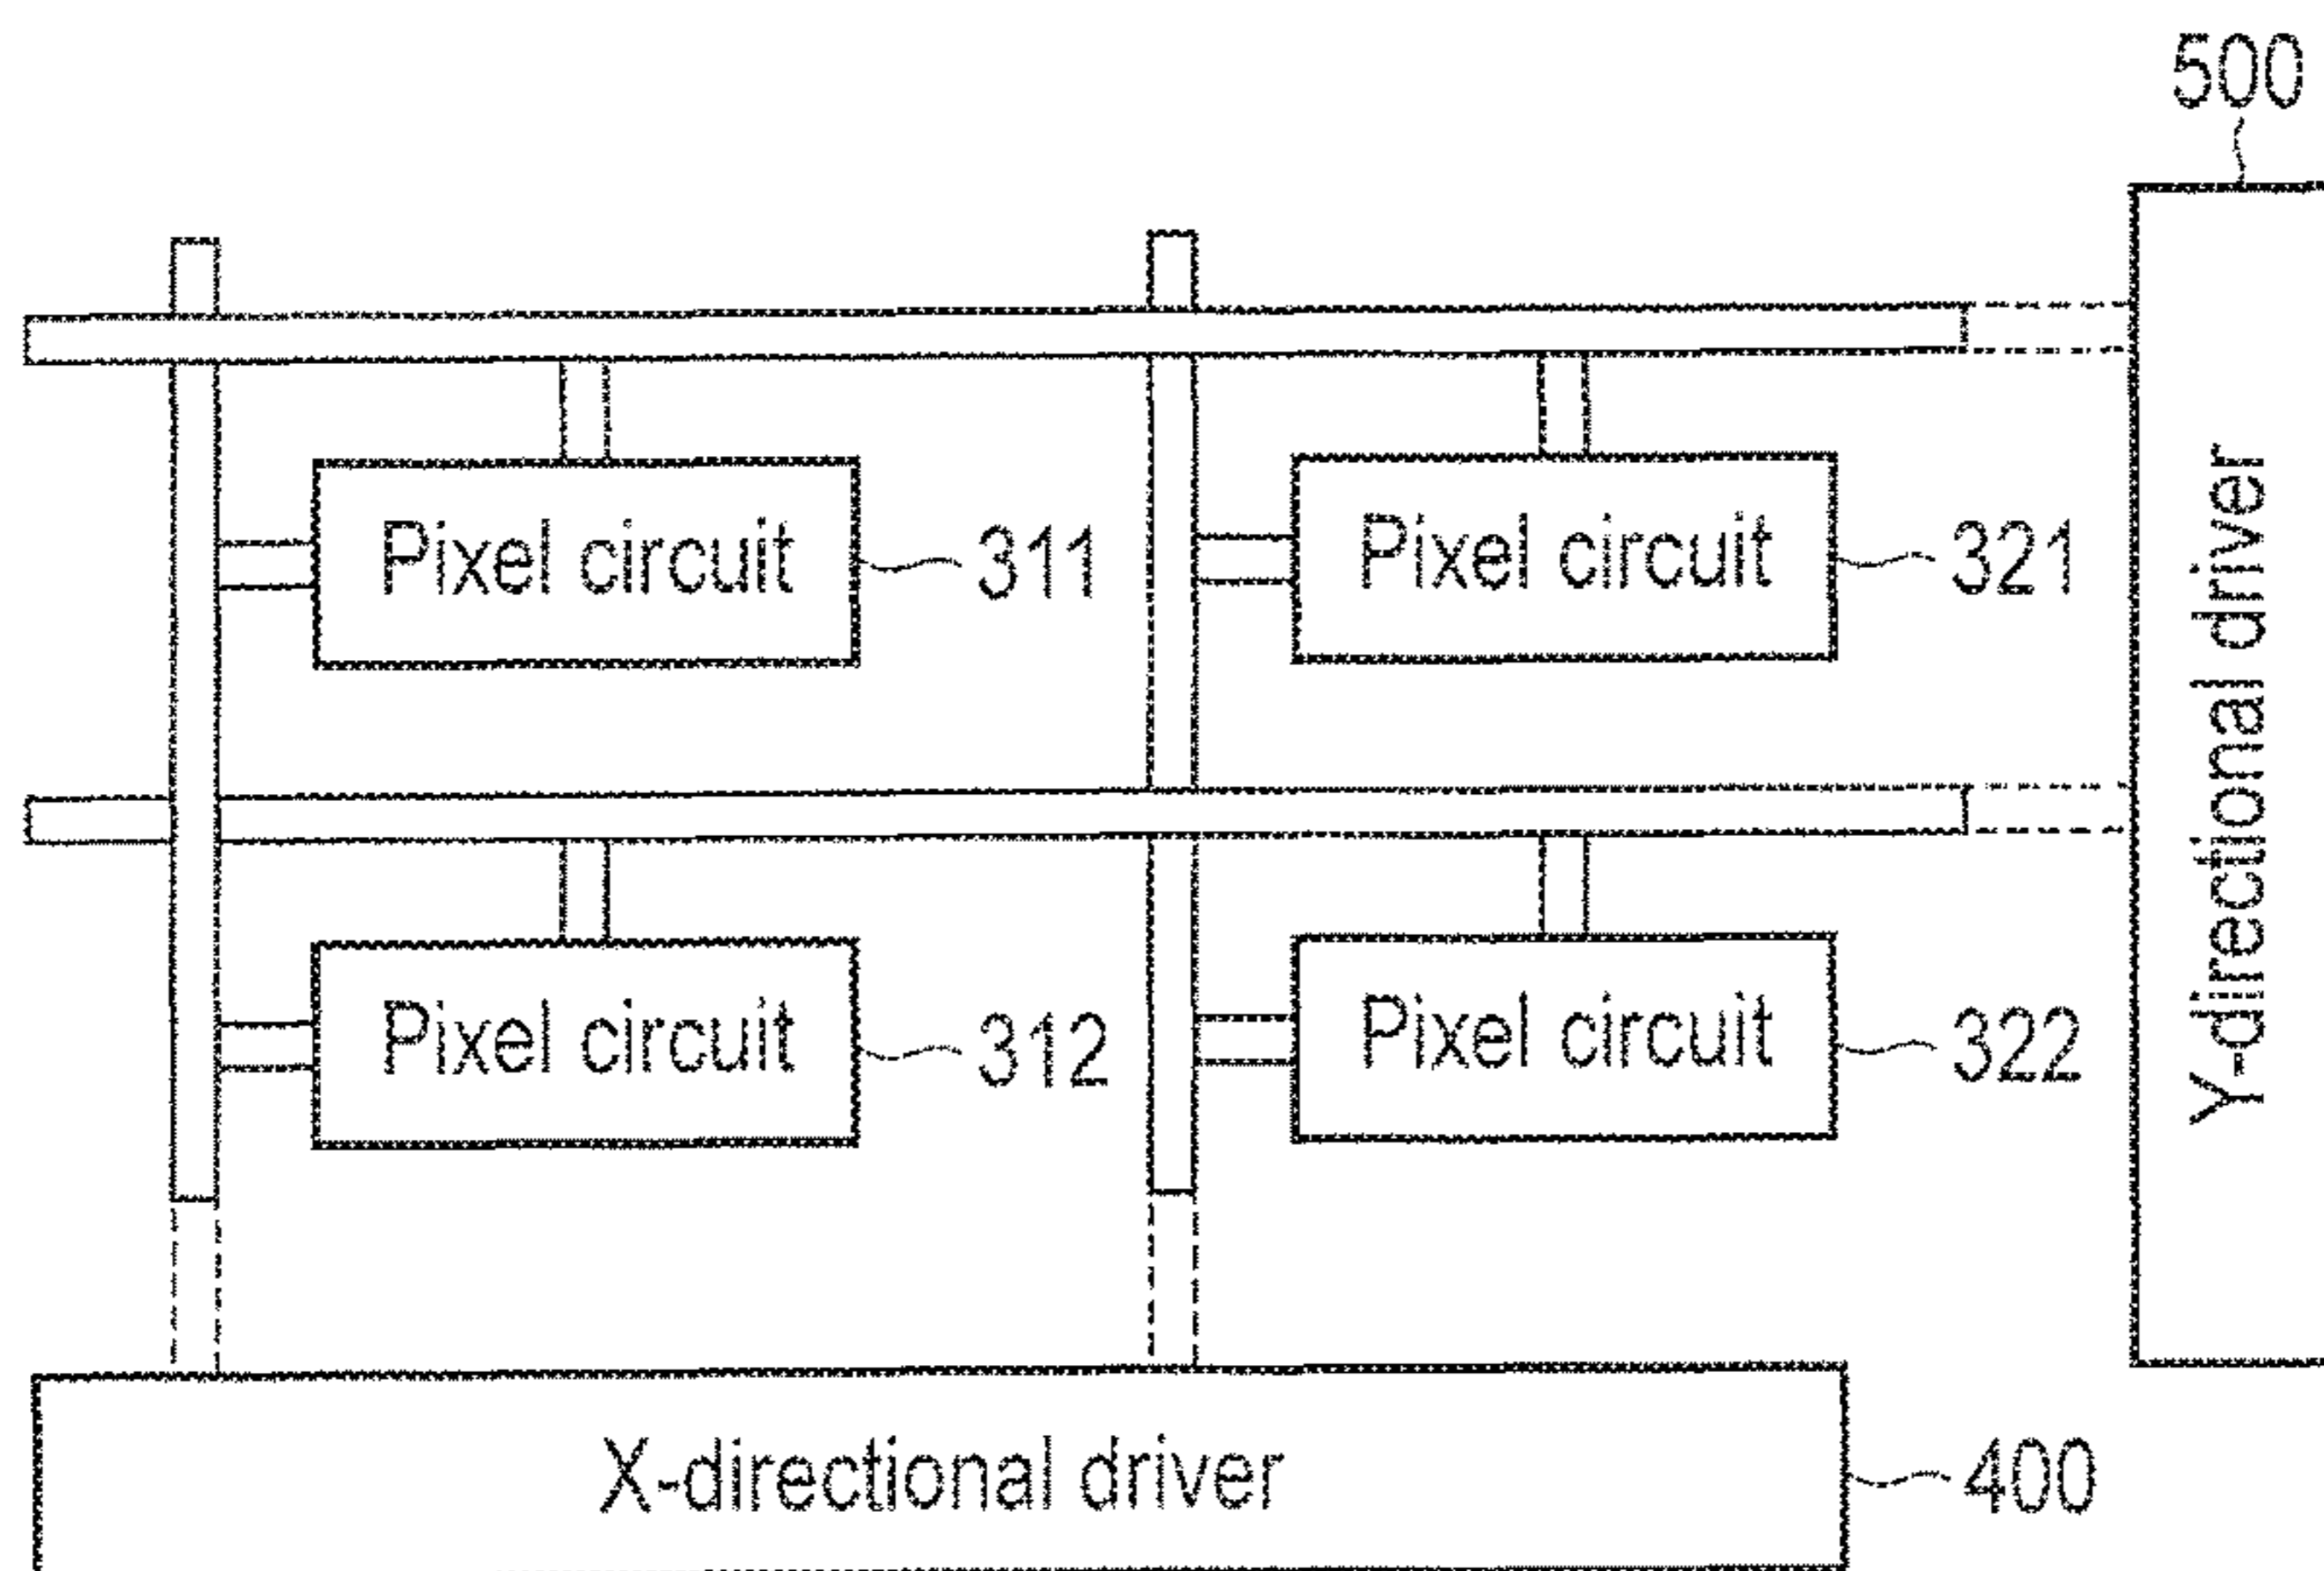 500
Pixel circuit 311
Pixel circuit 321
Y-directional driver
Pixel circuit 312
Pixel circuit 322
X-directional driver 400